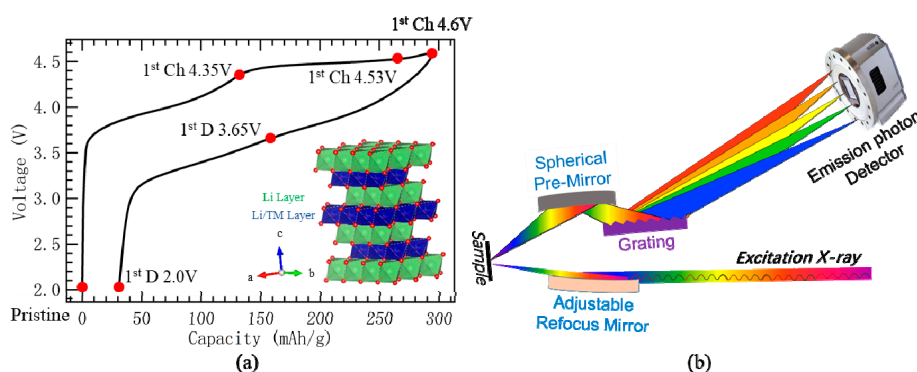 (a)
1st Ch 4.6V
(b)
4.5
1st Ch 4.35V
1st Ch 4.53V
4.0
1st D 3.65V
3.5
Voltage (V)
3.0
Li Layer
Li/TM Layer
2.5
c
a
b
1st D 2.0V
2.0
Pristine
0
50
100
150
200
250
300
Capacity (mAh/g)
(a)
Emission photon
Detector
Spherical
Pre-Mirror
Grating
Sample
Excitation X-ray
Adjustable
Refocus Mirror
(b)